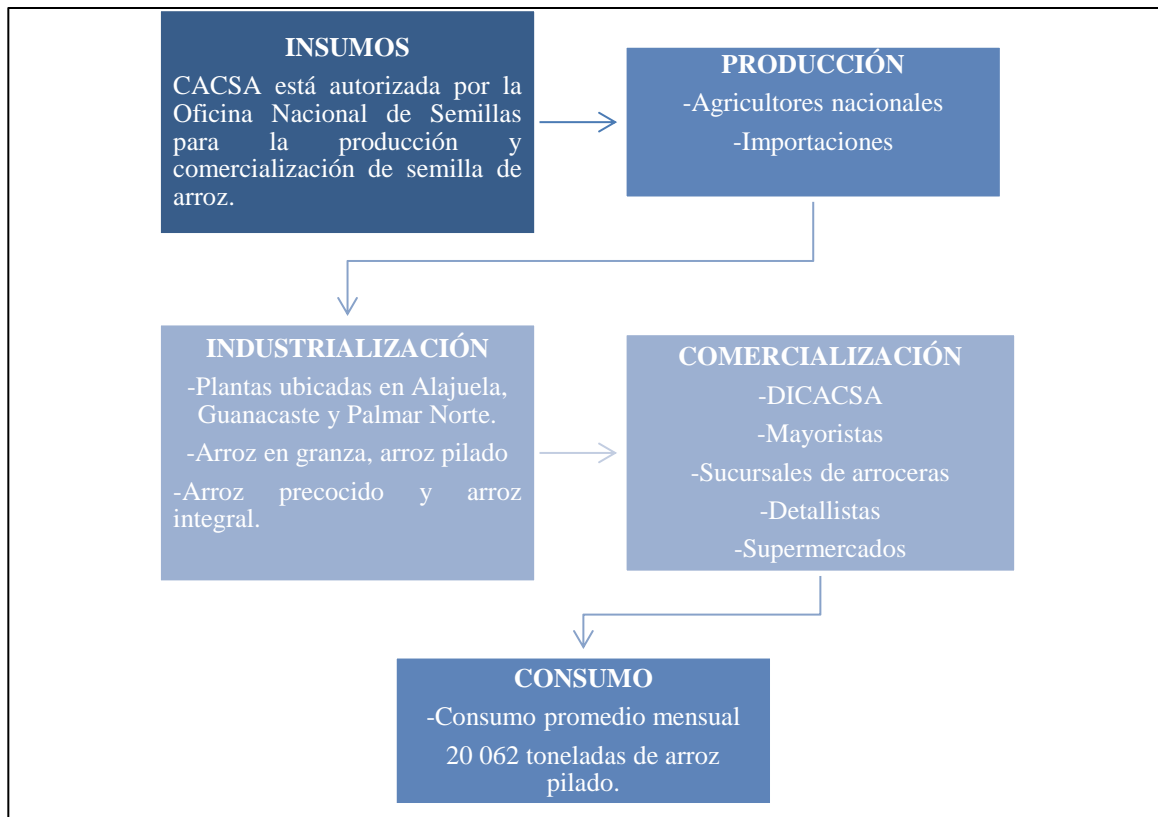 INSUMOS
CACSA está autorizada por la
Oficina Nacional de Semillas
para la producción y
comercialización de semilla de
arroz.
PRODUCCIÓN
-Agricultores nacionales
-Importaciones
INDUSTRIALIZACIÓN
-Plantas ubicadas en Alajuela,
Guanacaste y Palmar Norte.
-Arroz en granza, arroz pilado
-Arroz precocido y arroz
integral.
COMERCIALIZACIÓN
-DICACSA
-Mayoristas
-Sucursales de arroceras
-Detallistas
-Supermercados
CONSUMO
-Consumo promedio mensual
20 062 toneladas de arroz
pilado.